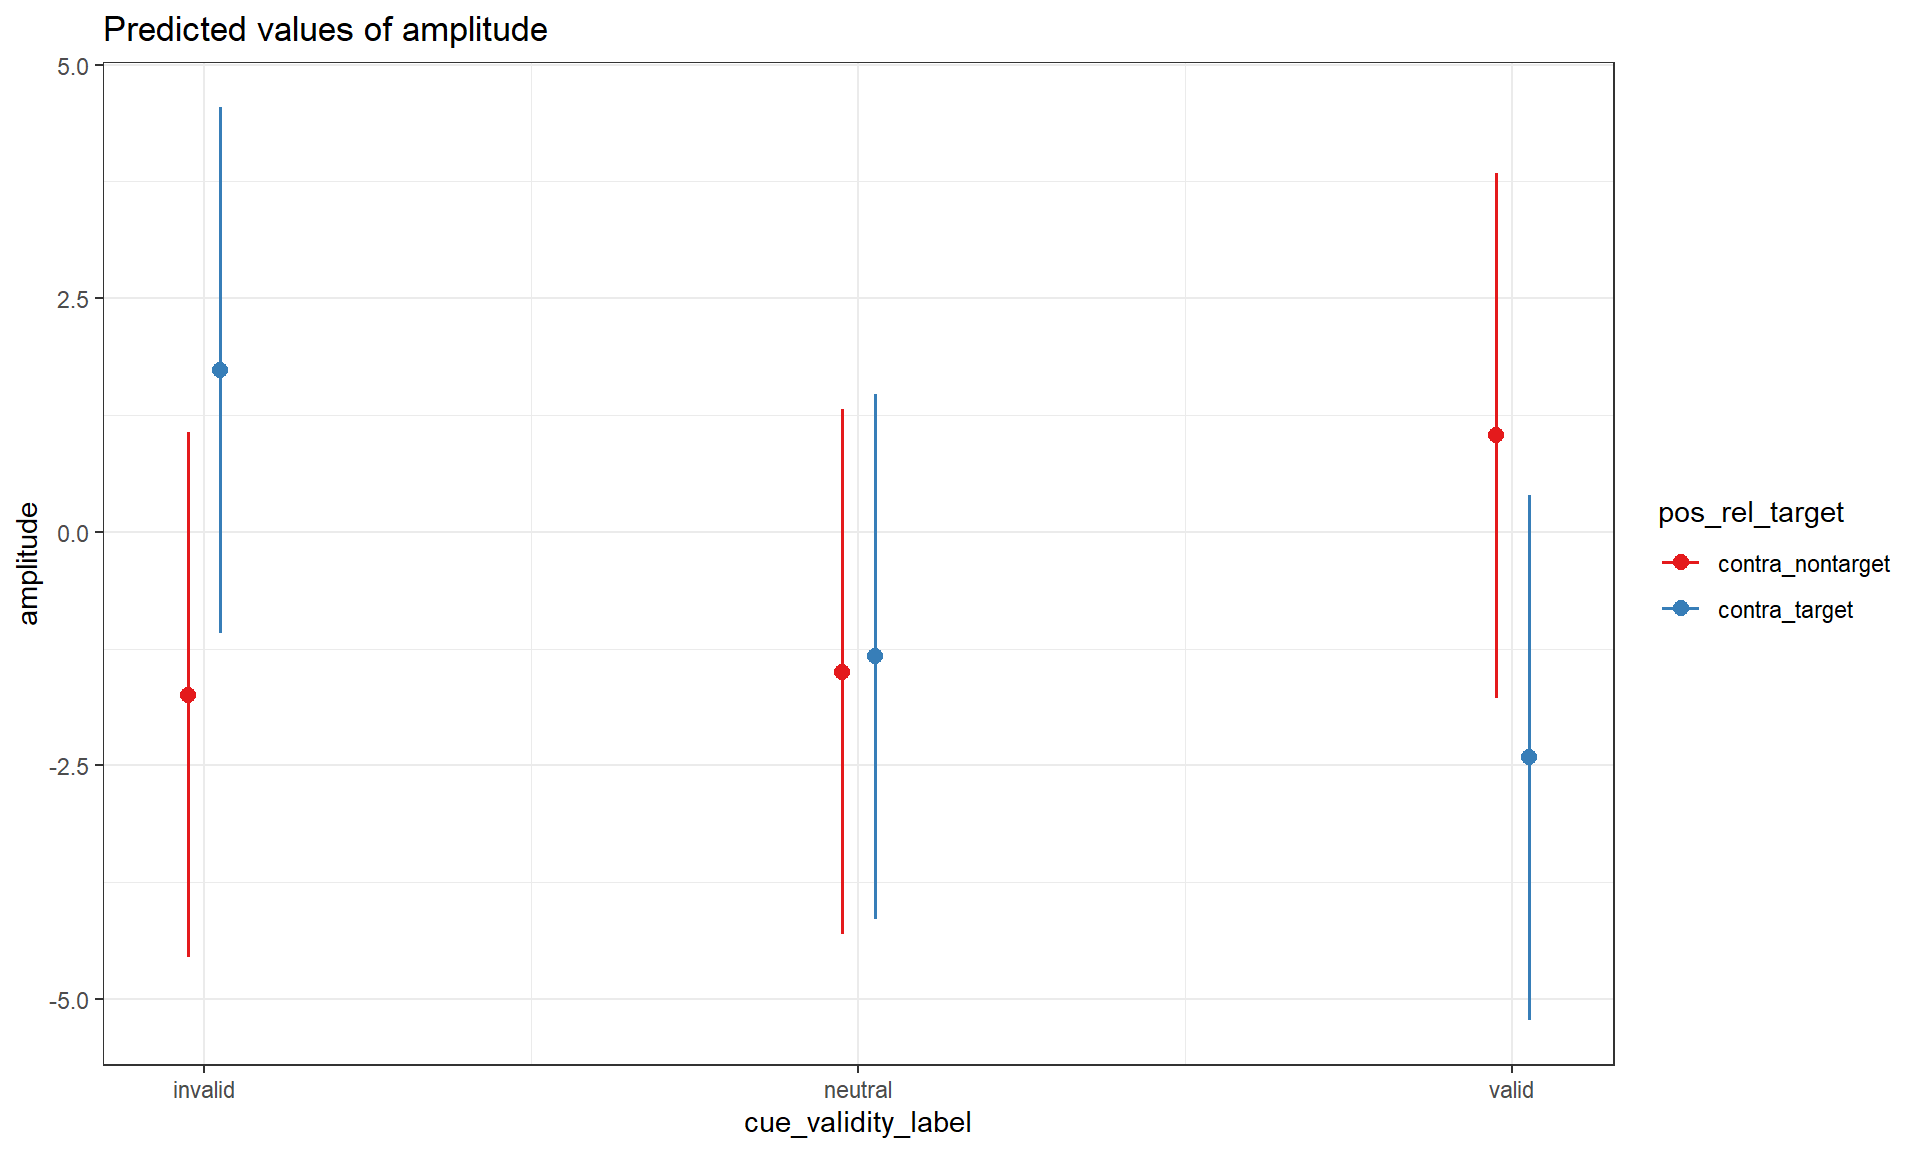 Predicted values of amplitude
5.0
2.5
0.0
-2.5
-5.0
amplitude
invalid
neutral
valid
cue_validity_label
pos_rel_target
contra_nontarget
contra_target